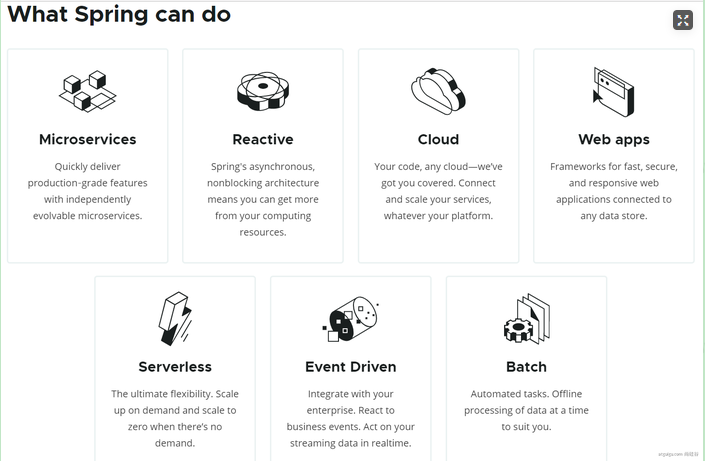 What Spring can do
Microservices
Quickly deliver
production-grade features
with independently
evolvable microservices.
Reactive
Spring's asynchronous,
nonblocking architecture
means you can get more
from your computing
resources.
Cloud
Your code, any cloud—we've
got you covered. Connect
and scale your services,
whatever your platform.
Web apps
Frameworks for fast, secure,
and responsive web
applications connected to
any data store.
Serverless
The ultimate flexibility. Scale
up on demand and scale to
zero when there's no
demand.
Event Driven
Integrate with your
enterprise. React to
business events. Act on your
streaming data in realtime.
Batch
Automated tasks. Offline
processing of data at a time
to suit you.